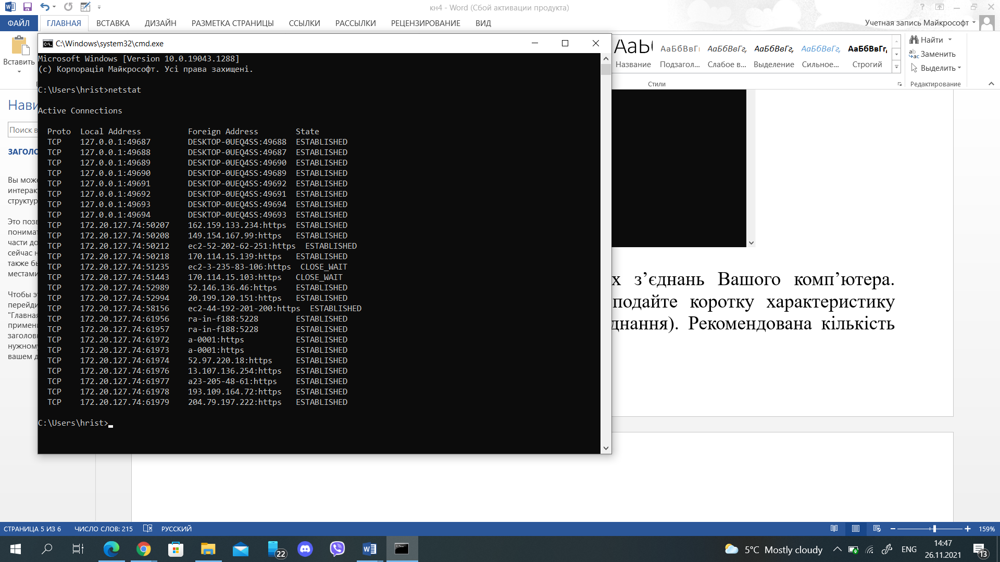 кн4 - Word (Сбой активации продукта)
ФАЙЛ ГЛАВНАЯ ВСТАВКА ДИЗАЙН РАЗМЕТКА СТРАНИЦЫ ССЫЛКИ РАССЫЛКИ РЕЦЕНЗИРОВАНИЕ ВИД Учетная запись Майкрософт
Вставить
C:\Windows\system32\cmd.exe
Microsoft Windows [Version 10.0.19043.1288]
(c) Корпорація Майкрософт. Усі права захищені.
C:\Users\hrist>netstat
Active Connections
Proto Local Address Foreign Address State
TCP 127.0.0.1:49687 DESKTOP-0UEQ4SS:49688 ESTABLISHED
TCP 127.0.0.1:49688 DESKTOP-0UEQ4SS:49687 ESTABLISHED
TCP 127.0.0.1:49689 DESKTOP-0UEQ4SS:49690 ESTABLISHED
TCP 127.0.0.1:49690 DESKTOP-0UEQ4SS:49689 ESTABLISHED
TCP 127.0.0.1:49691 DESKTOP-0UEQ4SS:49692 ESTABLISHED
TCP 127.0.0.1:49692 DESKTOP-0UEQ4SS:49691 ESTABLISHED
TCP 127.0.0.1:49693 DESKTOP-0UEQ4SS:49694 ESTABLISHED
TCP 127.0.0.1:49694 DESKTOP-0UEQ4SS:49693 ESTABLISHED
TCP 172.20.127.74:50207 162.159.133.234:https ESTABLISHED
TCP 172.20.127.74:50208 149.154.167.99:https ESTABLISHED
TCP 172.20.127.74:50212 ec2-52-202-62-251:https ESTABLISHED
TCP 172.20.127.74:50218 170.114.15.139:https ESTABLISHED
TCP 172.20.127.74:51235 ec2-3-235-83-106:https CLOSE_WAIT
TCP 172.20.127.74:51443 170.114.15.103:https CLOSE_WAIT
TCP 172.20.127.74:52989 52.146.136.46:https ESTABLISHED
TCP 172.20.127.74:52994 20.199.120.151:https ESTABLISHED
TCP 172.20.127.74:58156 ec2-44-192-201-200:https ESTABLISHED
TCP 172.20.127.74:61956 ra-in-f188:5228 ESTABLISHED
TCP 172.20.127.74:61957 ra-in-f188:5228 ESTABLISHED
TCP 172.20.127.74:61972 a-0001:https ESTABLISHED
TCP 172.20.127.74:61973 a-0001:https ESTABLISHED
TCP 172.20.127.74:61974 52.97.220.18:https ESTABLISHED
TCP 172.20.127.74:61976 13.107.136.254:https ESTABLISHED
TCP 172.20.127.74:61977 a23-205-48-61:https ESTABLISHED
TCP 172.20.127.74:61978 193.109.164.72:https ESTABLISHED
TCP 172.20.127.74:61979 204.79.197.222:https ESTABLISHED
C:\Users\hrist>
АаБбВвГг, АаБбВвГг, АаБбВвГг, АаБбВвГг,
Название Подзагол... Слабое в... Выделение Сильное... Строгий
Стили
Найти
Заменить
Выделить
Редактирование
Нави
Поиск в
ЗАГОЛО
Вы може
интерак
структур
Это позв
понимат
части до
сейчас н
также бы
местами
Чтобы э
перейди
"Главная
примени
заголовк
нужному
вашем д
х з’єднань Вашого комп’ютера.
подайте коротку характеристику
днання). Рекомендована кількість
СТРАНИЦА 5 ИЗ 6 ЧИСЛО СЛОВ: 215 РУССКИЙ 159%
22
5°C Mostly cloudy ENG 14:47
26.11.2021
13